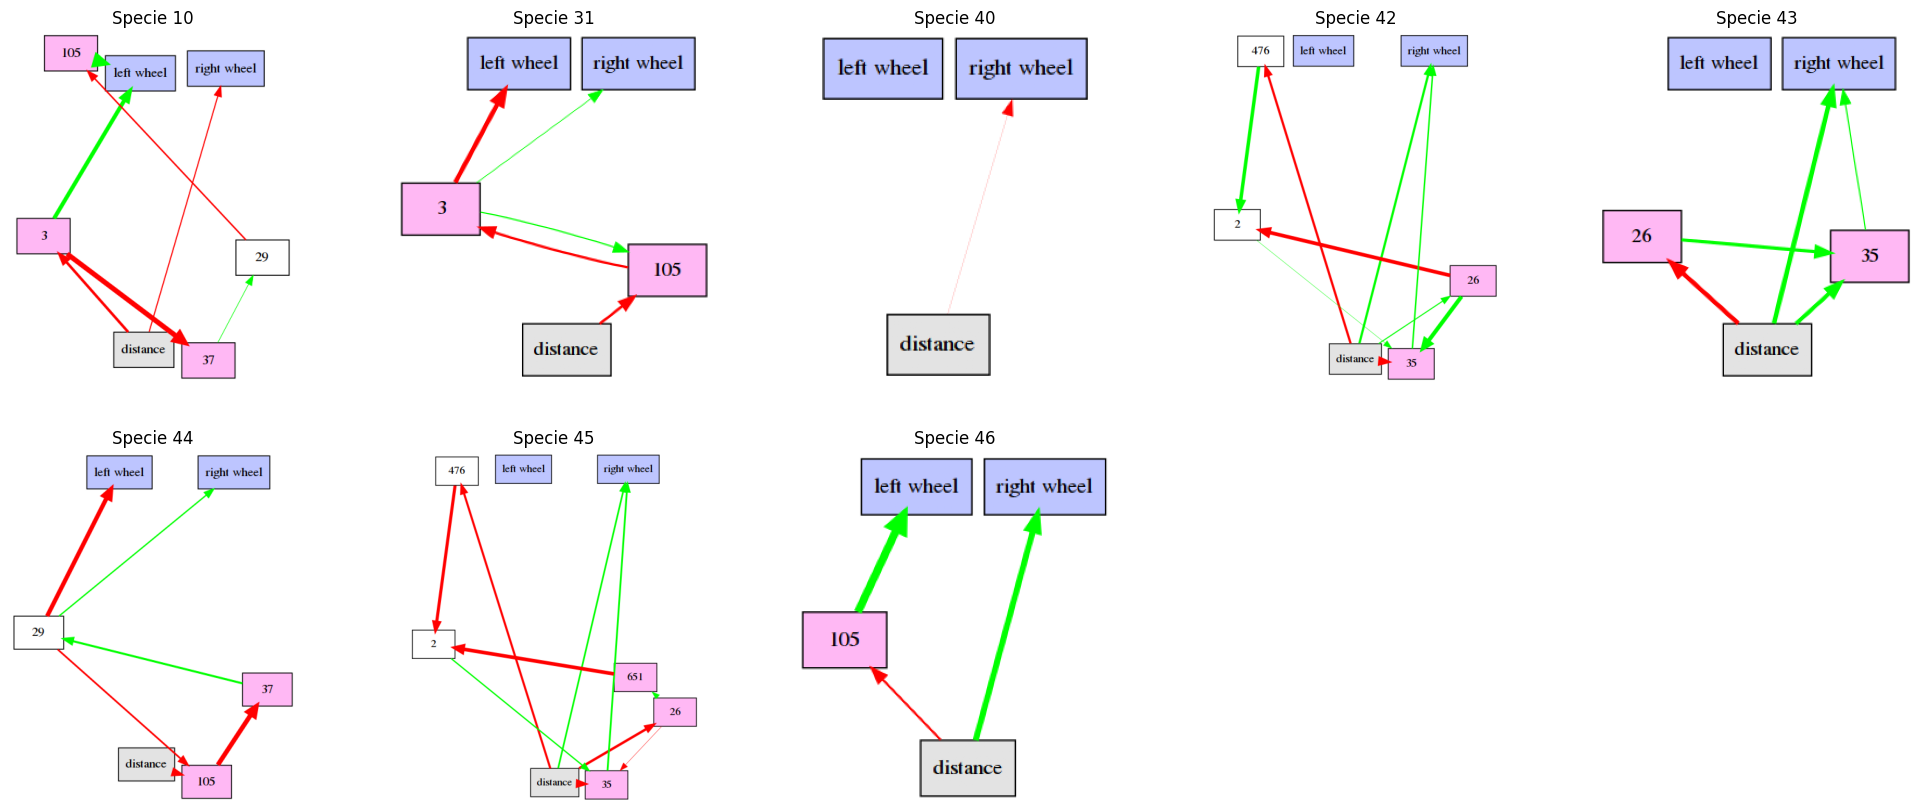 Specie 10
105
left wheel
right wheel
3
29
distance
37
Specie 31
left wheel
right wheel
3
105
distance
Specie 40
left wheel
right wheel
distance
Specie 42
476
left wheel
right wheel
2
26
distance
35
Specie 43
left wheel
right wheel
26
35
distance
Specie 44
left wheel
right wheel
29
37
distance
105
Specie 45
476
left wheel
right wheel
2
651
26
distance
35
Specie 46
left wheel
right wheel
105
distance